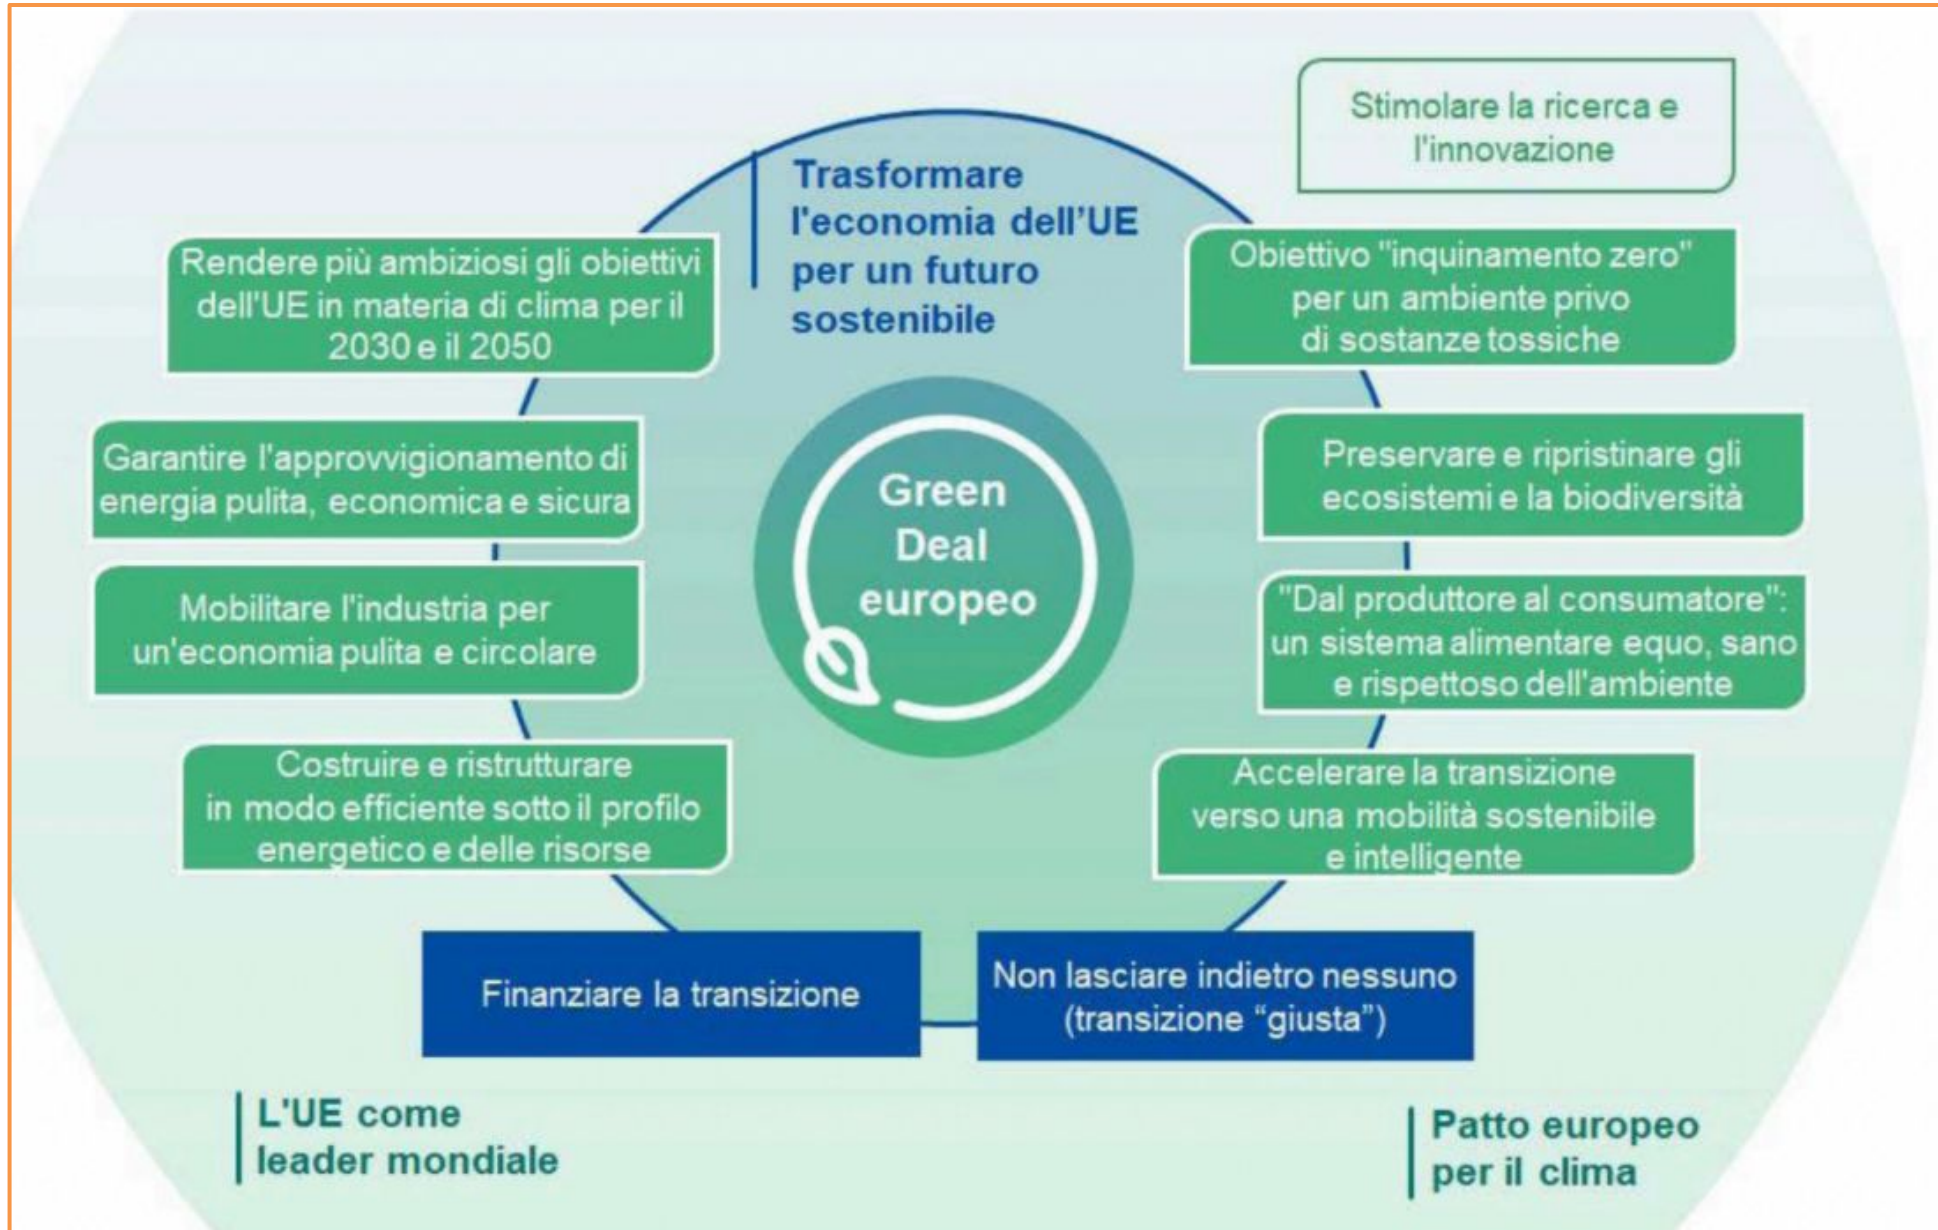 Stimolare la ricerca e
l'innovazione
Trasformare
l'economia dell'UE
per un futuro
sostenibile
Rendere più ambiziosi gli obiettivi
dell'UE in materia di clima per il
2030 e il 2050
Garantire l'approvvigionamento di
energia pulita, economica e sicura
Mobilitare l'industria per
un'economia pulita e circolare
Costruire e ristrutturare
in modo efficiente sotto il profilo
energetico e delle risorse
Green
Deal
europeo
Obiettivo "inquinamento zero"
per un ambiente privo
di sostanze tossiche
Preservare e ripristinare gli
ecosistemi e la biodiversità
"Dal produttore al consumatore":
un sistema alimentare equo, sano
e rispettoso dell'ambiente
Accelerare la transizione
verso una mobilità sostenibile
e intelligente
Finanziare la transizione
Non lasciare indietro nessuno
(transizione “giusta”)
L'UE come
leader mondiale
Patto europeo
per il clima